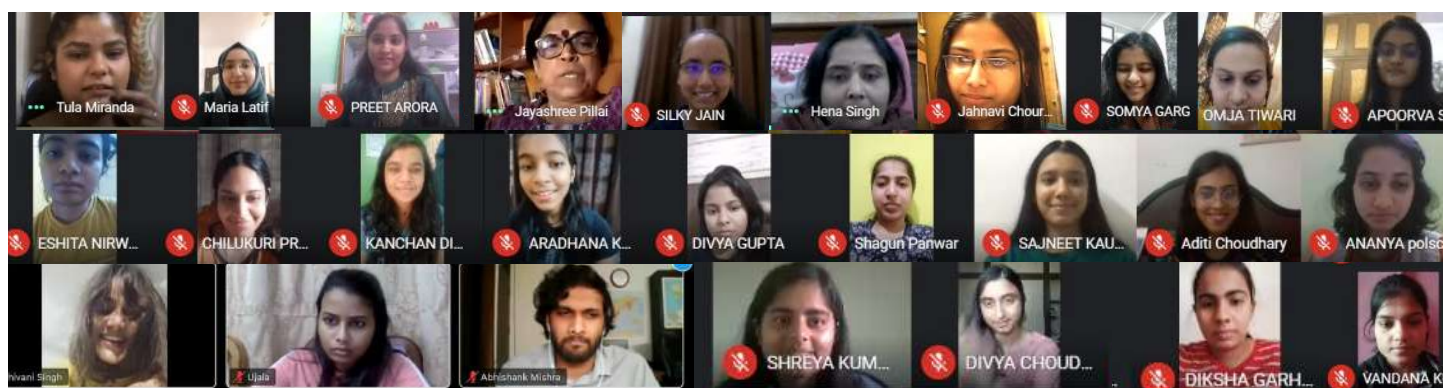 Tula Miranda
Maria Latif
PREET ARORA
Jayashree Pillai
SILKY JAIN
Hena Singh
Jahnavi Chour...
SOMYA GARG
OMJA TIWARI
APOORVA S
ESHITA NIRW...
CHILUKURI PR...
KANCHAN DI...
ARADHANA K...
DIVYA GUPTA
Shagun Panwar
SAJNEET KAU...
Aditi Choudhary
ANANYA polsc
hivani Singh
Ujala
Abhishank Mishra
SHREYA KUM...
DIVYA CHOUD...
DIKSHA GARH...
VANDANA K